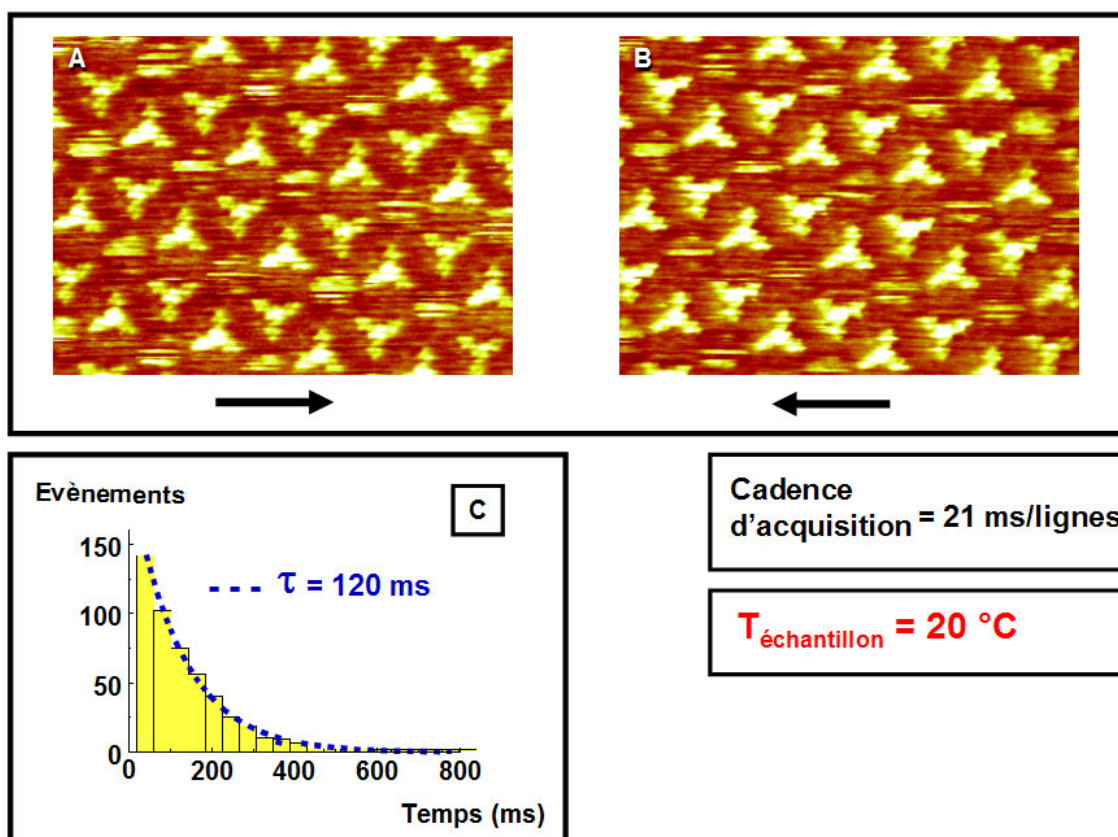 A
B
Evènements
C
150
100
50
0
τ = 120 ms
0 200 400 600 800
Temps (ms)
Cadence
d'acquisition = 21 ms/lignes
Téchantillon = 20 °C